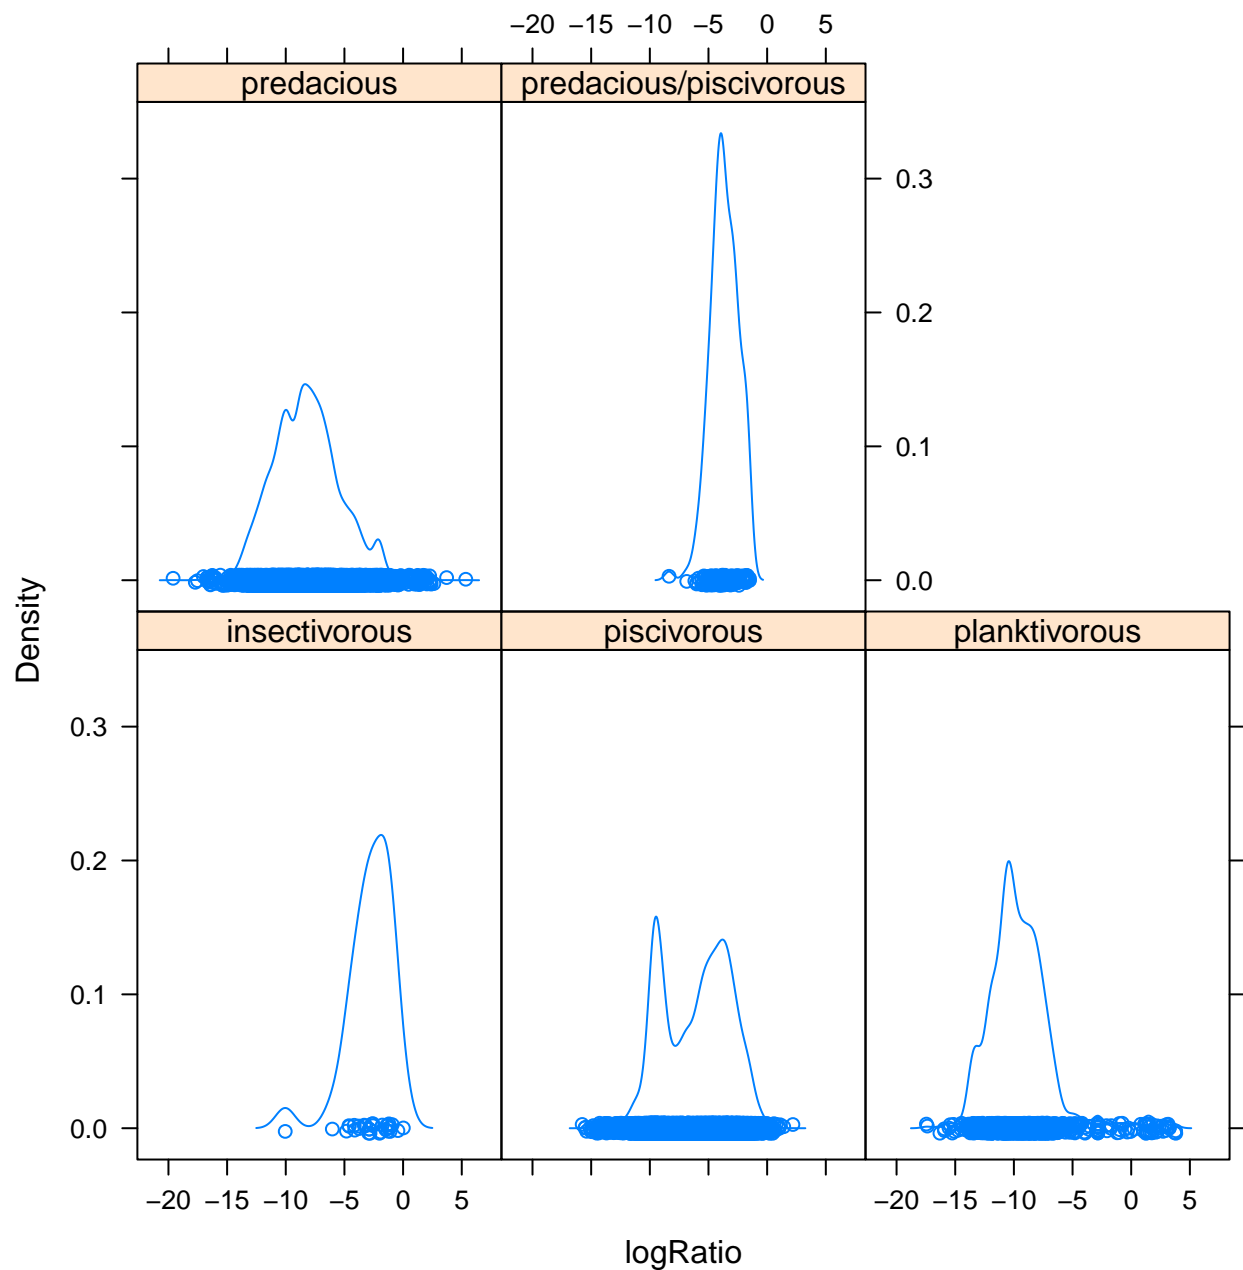 −20 −15 −10 −5 0 5
predacious predacious/piscivorous
0.3
0.2
0.1
0.0
Density
insectivorous piscivorous planktivorous
0.3
0.2
0.1
0.0
−20 −15 −10 −5 0 5 −20 −15 −10 −5 0 5
logRatio